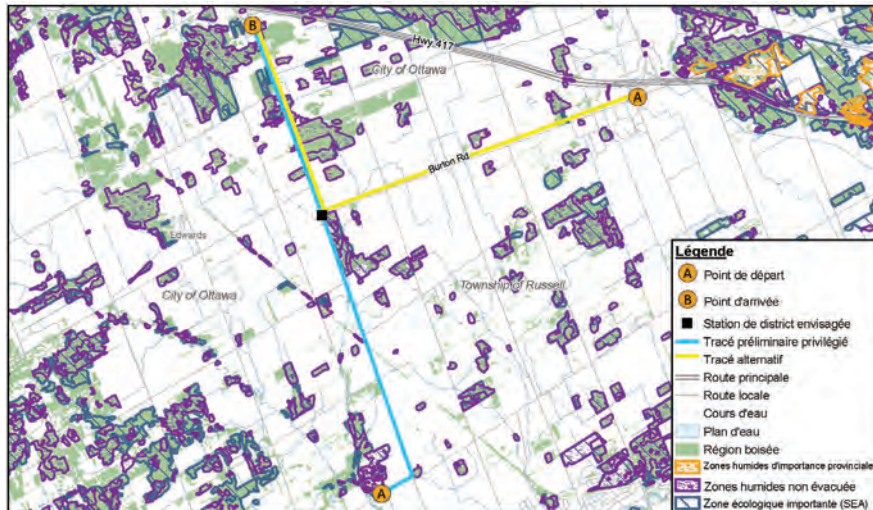 B
Hwy 417
City of Ottawa
A
Burton Rd
Edwards
City of Ottawa
Township of Russell
A
Légende
A Point de départ
B Point d'arrivée
Station de district envisagée
Tracé préliminaire privilégié
Tracé alternatif
Route principale
Route locale
Cours d'eau
Plan d'eau
Région boisée
Zones humides d'importance provinciale
Zones humides non évacuée
Zone écologique importante (SEA)